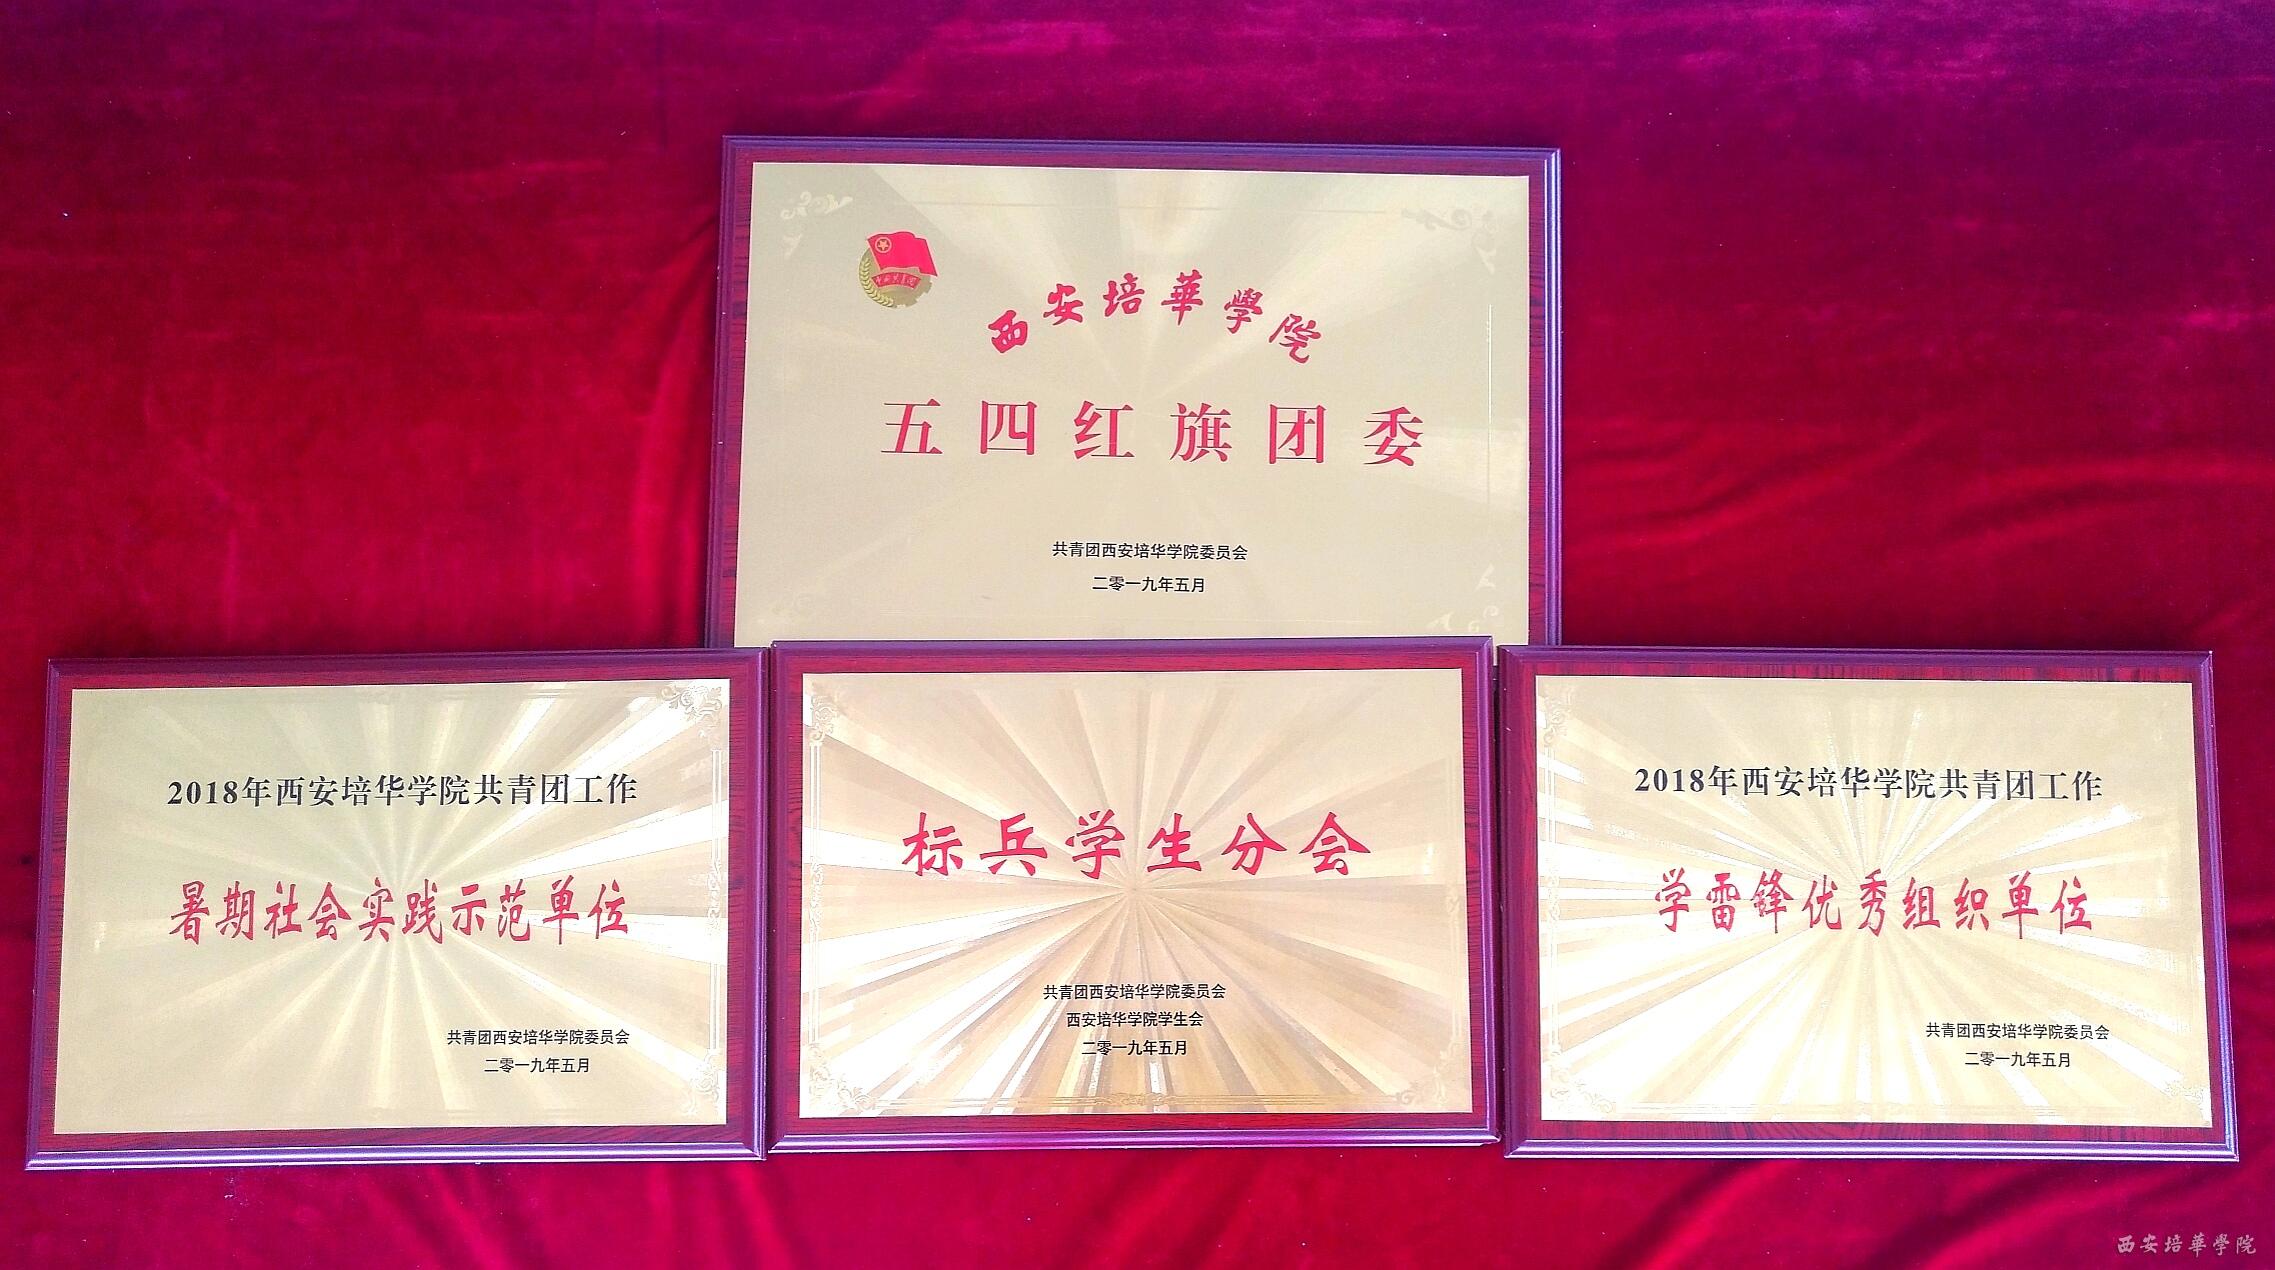 西安培華學院
五四红旗团委
共青团西安培华学院委员会
二零一九年五月
2018年西安培华学院共青团工作
暑期社会实践示范单位
共青团西安培华学院委员会
二零一九年五月
标兵学生分会
共青团西安培华学院委员会
西安培华学院学生会
二零一九年五月
2018年西安培华学院共青团工作
学雷锋优秀组织单位
共青团西安培华学院委员会
二零一九年五月
西安培華學院